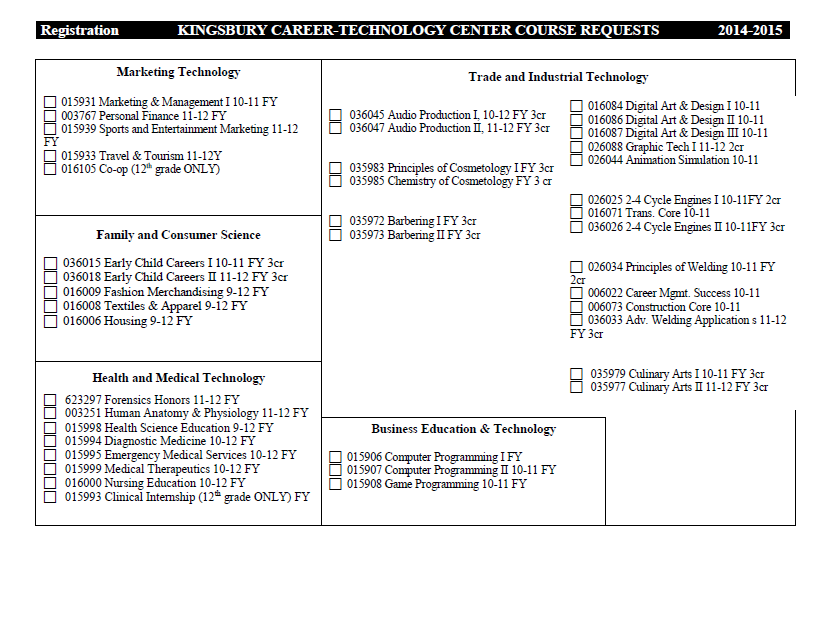 Registration KINGSBURY CAREER-TECHNOLOGY CENTER COURSE REQUESTS 2014-2015
Marketing Technology
015931 Marketing & Management I 10-11 FY
003767 Personal Finance 11-12 FY
015939 Sports and Entertainment Marketing 11-12
FY
015933 Travel & Tourism 11-12Y
016105 Co-op (12th grade ONLY)
Family and Consumer Science
036015 Early Child Careers I 10-11 FY 3cr
036018 Early Child Careers II 11-12 FY 3cr
016009 Fashion Merchandising 9-12 FY
016008 Textiles & Apparel 9-12 FY
016006 Housing 9-12 FY
Health and Medical Technology
623297 Forensics Honors 11-12 FY
003251 Human Anatomy & Physiology 11-12 FY
015998 Health Science Education 9-12 FY
015994 Diagnostic Medicine 10-12 FY
015995 Emergency Medical Services 10-12 FY
015999 Medical Therapeutics 10-12 FY
016000 Nursing Education 10-12 FY
015993 Clinical Internship (12th grade ONLY) FY
Trade and Industrial Technology
036045 Audio Production I, 10-12 FY 3cr
036047 Audio Production II, 11-12 FY 3cr
035983 Principles of Cosmetology I FY 3cr
035985 Chemistry of Cosmetology FY 3 cr
035972 Barbering I FY 3cr
035973 Barbering II FY 3cr
016084 Digital Art & Design I 10-11
016086 Digital Art & Design II 10-11
016087 Digital Art & Design III 10-11
026088 Graphic Tech I 11-12 2cr
026044 Animation Simulation 10-11
026025 2-4 Cycle Engines I 10-11FY 2cr
016071 Trans. Core 10-11
036026 2-4 Cycle Engines II 10-11FY 3cr
026034 Principles of Welding 10-11 FY
2cr
006022 Career Mgmt. Success 10-11
006073 Construction Core 10-11
036033 Adv. Welding Application s 11-12
FY 3cr
035979 Culinary Arts I 10-11 FY 3cr
035977 Culinary Arts II 11-12 FY 3cr
Business Education & Technology
015906 Computer Programming I FY
015907 Computer Programming II 10-11 FY
015908 Game Programming 10-11 FY